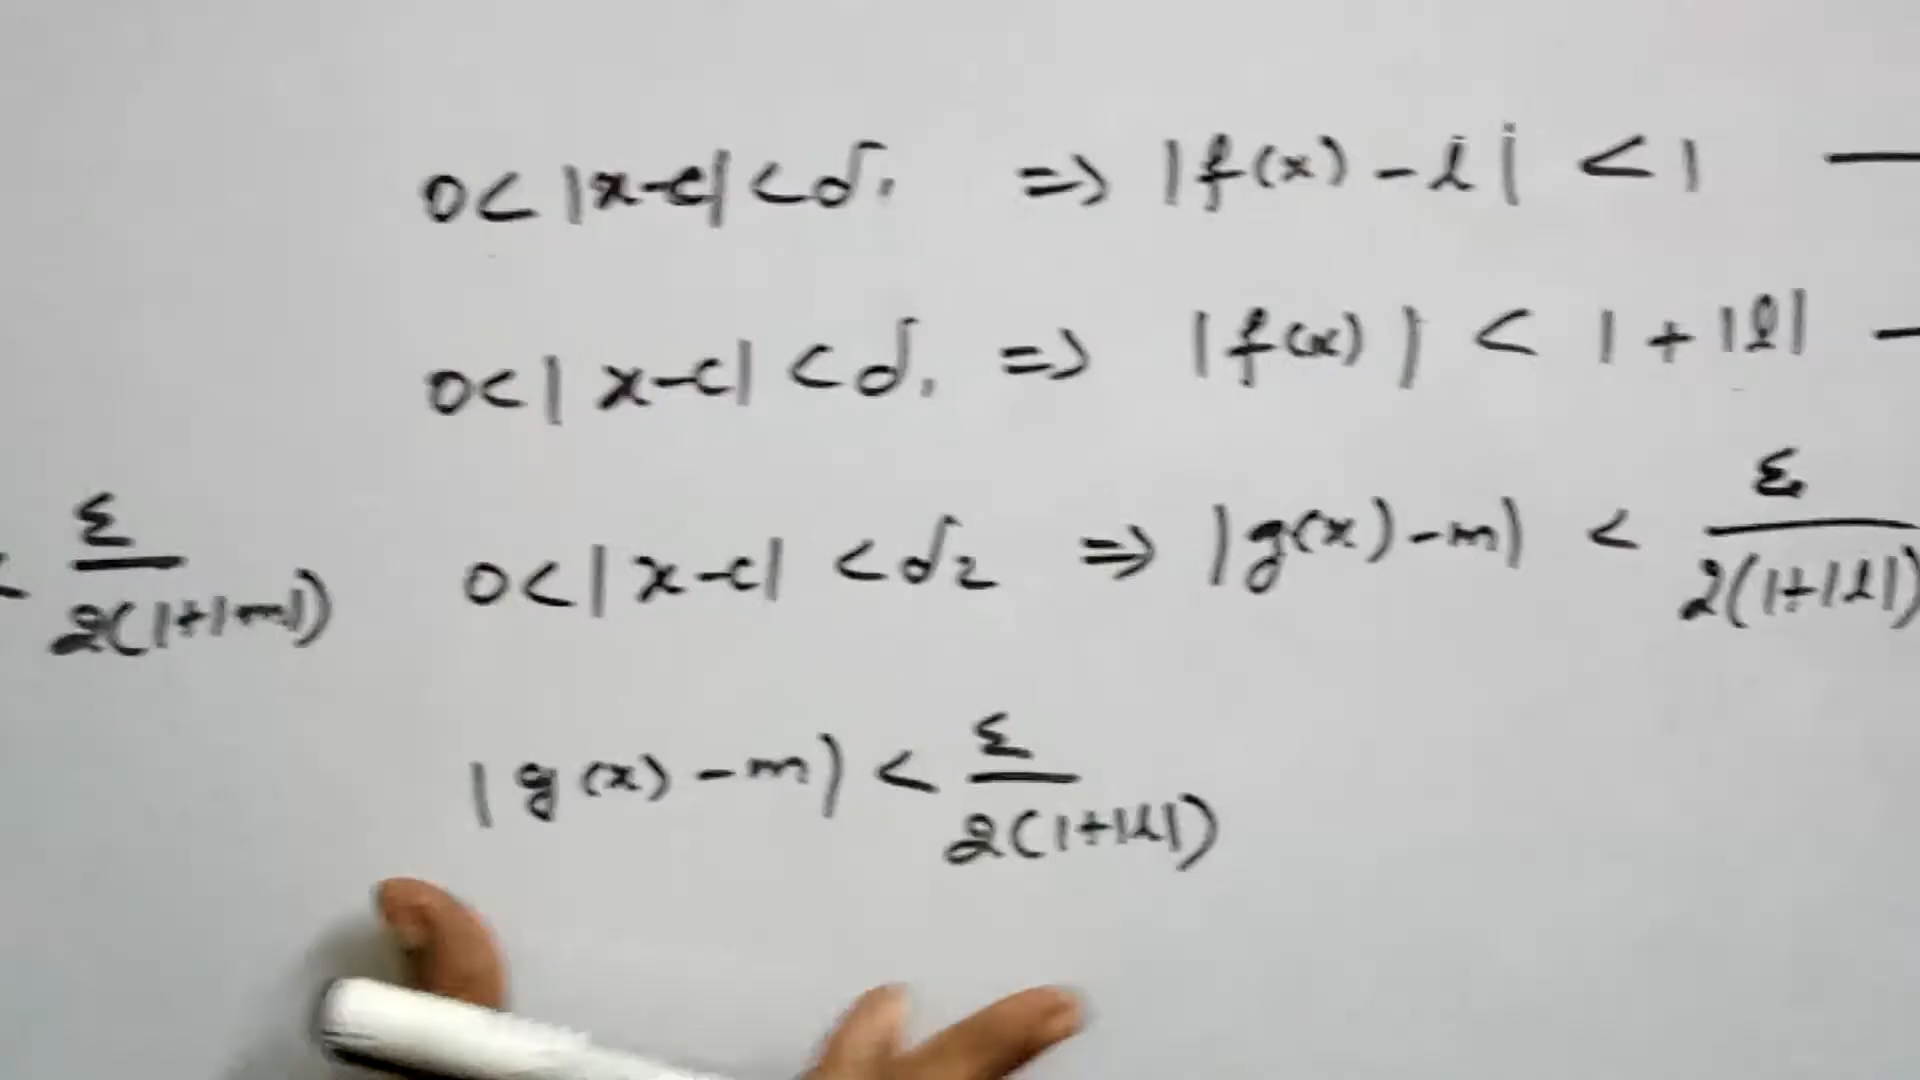 0 < |x-c| < δ₁ ⇒ |f(x) - l| < 1 —
0 < |x-c| < δ₁ ⇒ |f(x)| < 1 + |l| —
< ε/2(1+|m|) 0 < |x-c| < δ₂ ⇒ |g(x) - m| < ε/2(1+|l|)
|g(x) - m| < ε/2(1+|l|)